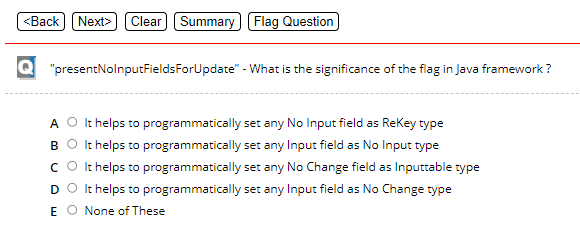 <Back Next> Clear Summary Flag Question
Q "presentNoInputFieldsForUpdate" - What is the significance of the flag in Java framework ?
A It helps to programmatically set any No Input field as ReKey type
B It helps to programmatically set any Input field as No Input type
C It helps to programmatically set any No Change field as Inputtable type
D It helps to programmatically set any Input field as No Change type
E None of These